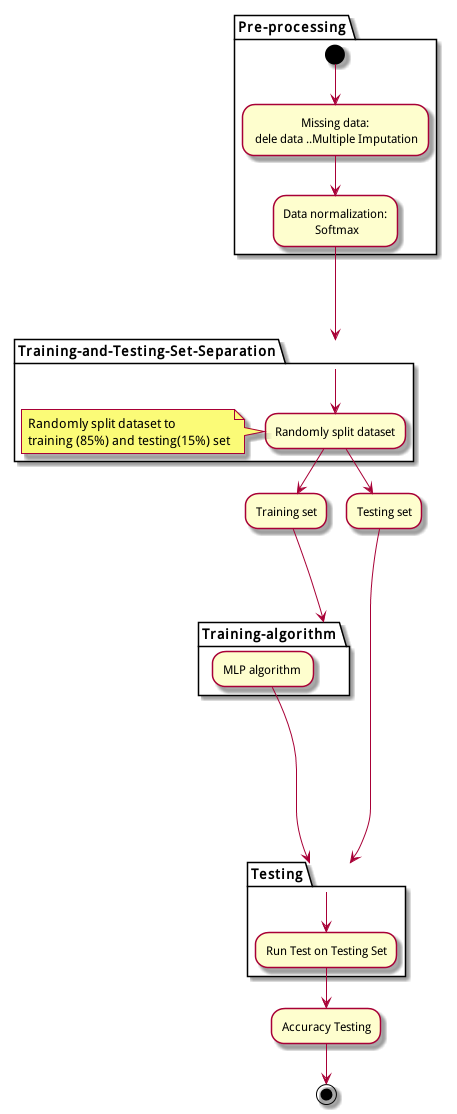 Pre-processing
Missing data:
dele data ..Multiple Imputation
Data normalization:
Softmax
Training-and-Testing-Set-Separation
Randomly split dataset to
training (85%) and testing(15%) set
Randomly split dataset
Training set
Testing set
Training-algorithm
MLP algorithm
Testing
Run Test on Testing Set
Accuracy Testing